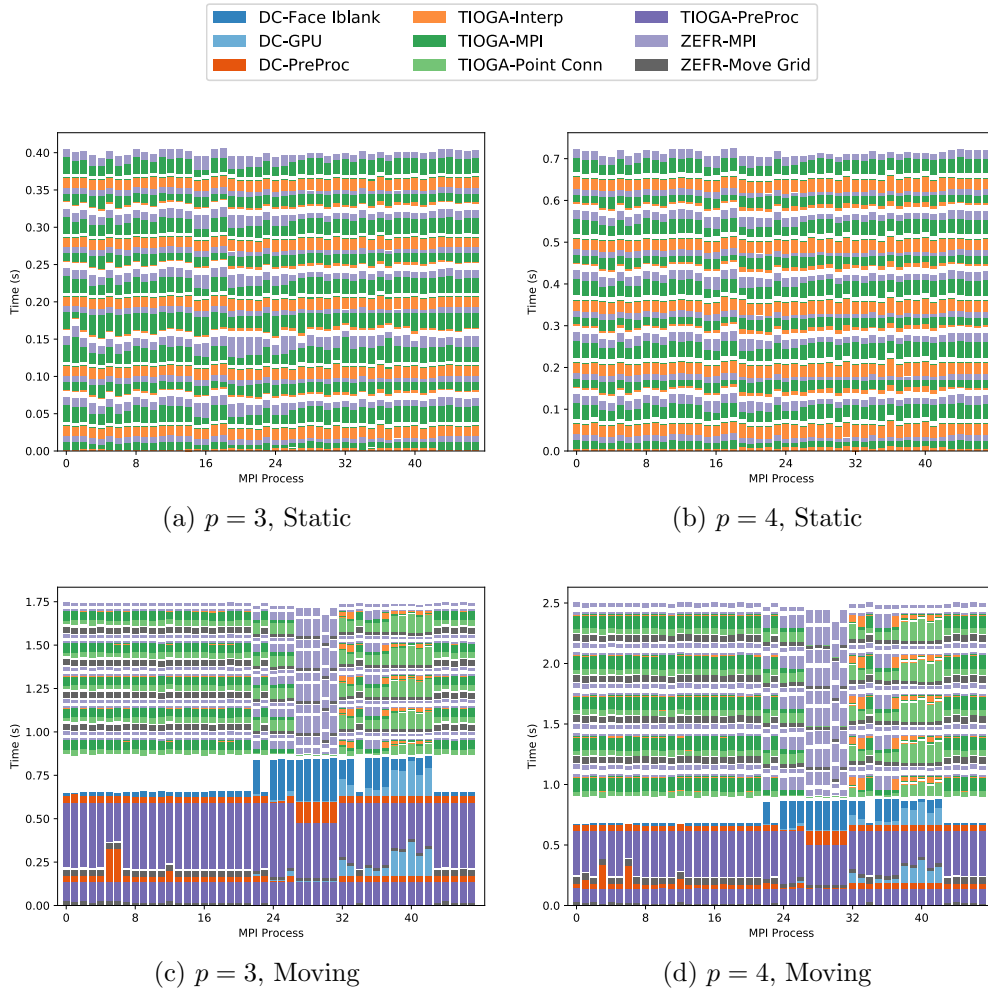 DC-Face Iblank TIOGA-Interp TIOGA-PreProc
DC-GPU TIOGA-MPI ZEFR-MPI
DC-PreProc TIOGA-Point Conn ZEFR-Move Grid
0.40
0.35
0.30
0.25
0.20
0.15
0.10
0.05
0.00
Time (s)
0 8 16 24 32 40
MPI Process
(a) p = 3, Static
0.7
0.6
0.5
0.4
0.3
0.2
0.1
0.0
Time (s)
0 8 16 24 32 40
MPI Process
(b) p = 4, Static
1.75
1.50
1.25
1.00
0.75
0.50
0.25
0.00
Time (s)
0 8 16 24 32 40
MPI Process
(c) p = 3, Moving
2.5
2.0
1.5
1.0
0.5
0.0
Time (s)
0 8 16 24 32 40
MPI Process
(d) p = 4, Moving